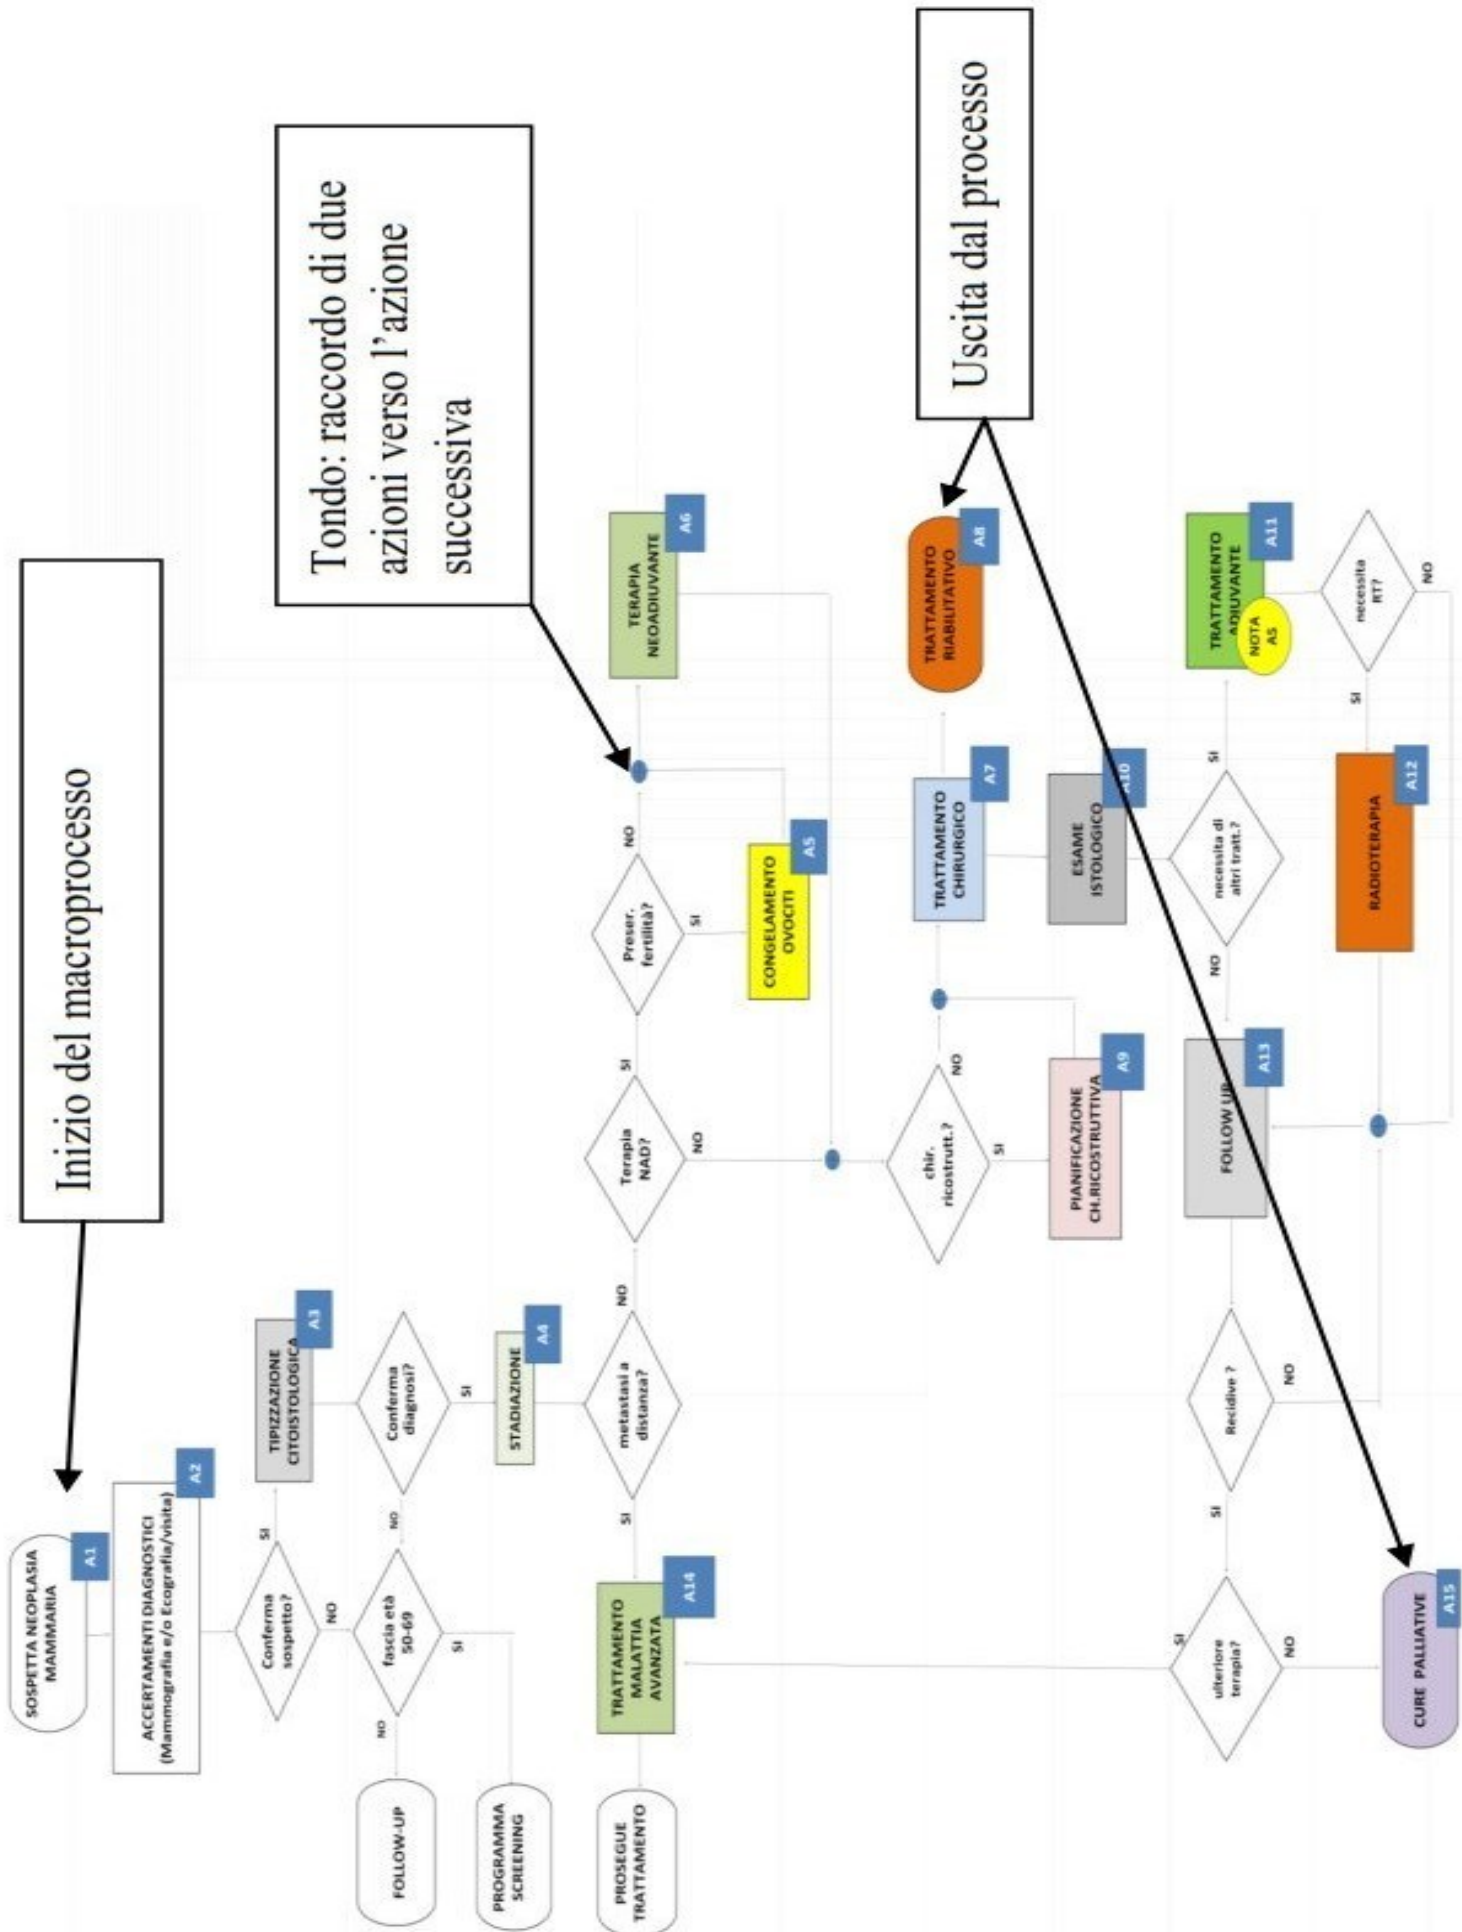 Inizio del macroprocesso
Tondo: raccordo di due
azioni verso l'azione
successiva
Uscita dal processo
SOSPETTA NEOPLASIA
MAMMARIA
A1
ACCERTAMENTI DIAGNOSTICI
(Mammografia e/o Ecografia/visita)
A2
Conferma
sospetto?
SI
NO
TIPIZZAZIONE
CITOISTOLOGICA
A3
fascia età
50-69
NO
SI
NO
Conferma
diagnosi?
SI
FOLLOW-UP
PROGRAMMA
SCREENING
STADIAZIONE
A4
PROSEGUE
TRATTAMENTO
TRATTAMENTO
MALATTIA
AVANZATA
A14
SI
metastasi a
distanza?
NO
Terapia
NAD?
SI
NO
Preser.
fertilità?
NO
SI
TERAPIA
NEOADIUVANTE
A6
CONGELAMENTO
OVOCITI
A5
chir.
ricostrutt.?
NO
SI
TRATTAMENTO
CHIRURGICO
A7
TRATTAMENTO
RIABILITATIVO
A8
PIANIFICAZIONE
CH.RICOSTRUTTIVA
A9
ESAME
ISTOLOGICO
A10
ulteriore
terapia?
SI
NO
SI
Recidive ?
NO
FOLLOW UP
A13
NO
necessita di
altri tratt.?
SI
TRATTAMENTO
ADIUVANTE
NOTA
A5
A11
CURE PALLIATIVE
A15
RADIOTERAPIA
A12
SI
necessita
RT?
NO